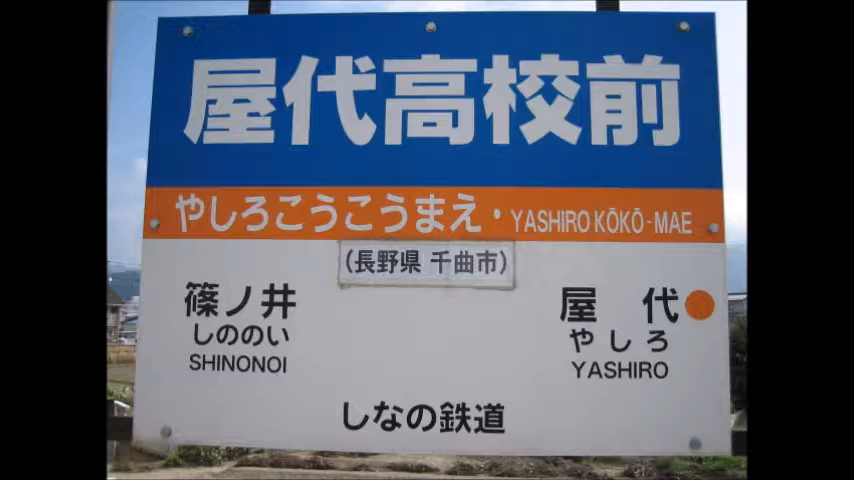 屋代高校前
やしろこうこうまえ・YASHIRO KŌKŌ-MAE
(長野県 千曲市)
篠ノ井
しののい
SHINONOI
屋 代
やしろ
YASHIRO
しなの鉄道